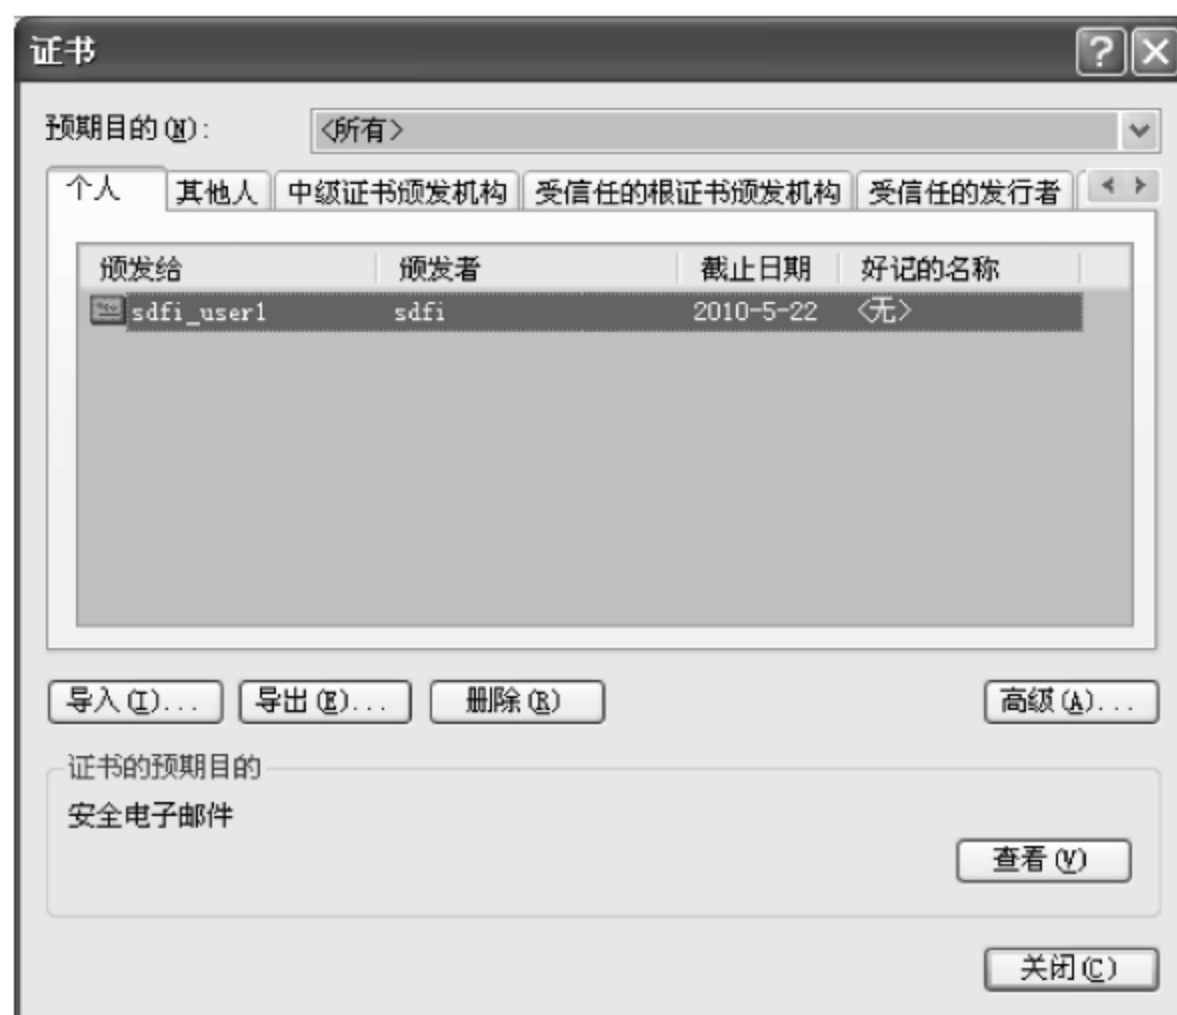 证书
预期目的(N): <所有>
个人 其他人 中级证书颁发机构 受信任的根证书颁发机构 受信任的发行者
颁发给 颁发者 截止日期 好记的名称
sdfi_user1 sdfi 2010-5-22 <无>
导入(I)... 导出(E)... 删除(R) 高级(A)...
证书的预期目的
安全电子邮件
查看(V)
关闭(C)